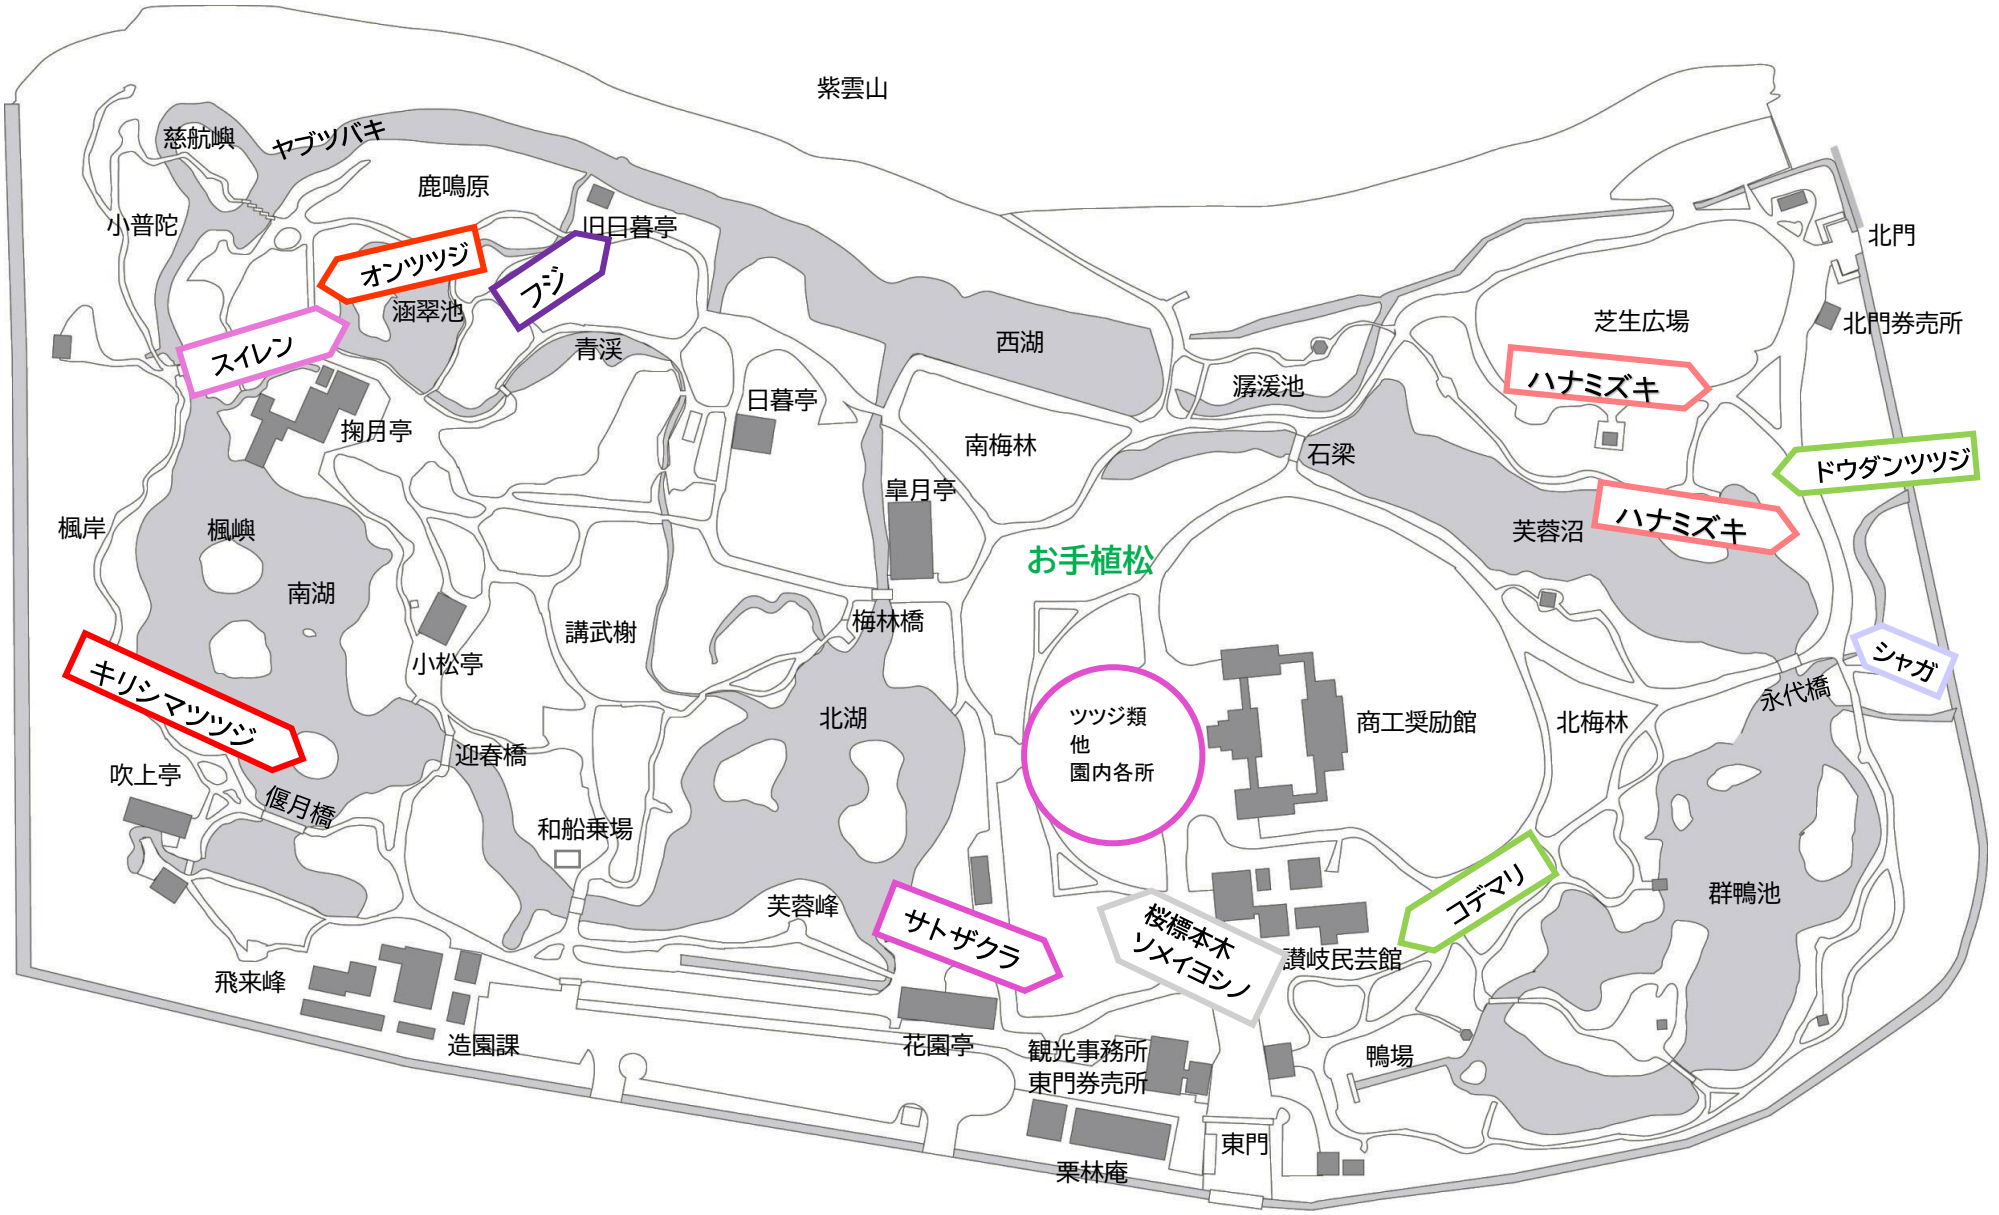 紫雲山
慈航嶼
ヤブツバキ
鹿鳴原
小普陀
旧日暮亭
北門
オンツツジ
フジ
涵翠池
スイレン
青渓
西湖
芝生広場
北門券売所
潺湲池
ハナミズキ
日暮亭
掬月亭
南梅林
石梁
ドウダンツツジ
皐月亭
楓岸
楓嶼
お手植松
芙蓉沼
ハナミズキ
南湖
講武榭
梅林橋
小松亭
シャガ
キリシマツツジ
永代橋
北湖
ツツジ類
他
園内各所
商工奨励館
北梅林
迎春橋
吹上亭
偃月橋
和船乗場
コデマリ
群鴨池
芙蓉峰
サトザクラ
桜標本木
ソメイヨシノ
讃岐民芸館
飛来峰
造園課
花園亭
観光事務所
東門券売所
鴨場
東門
栗林庵